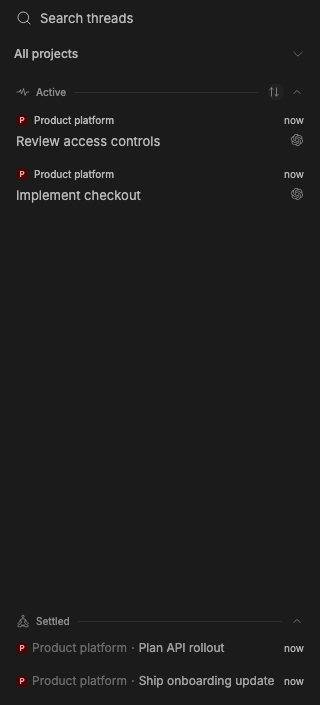 Search threads
All projects
Active
P Product platform now
Review access controls
P Product platform now
Implement checkout
Settled
P Product platform · Plan API rollout now
P Product platform · Ship onboarding update now